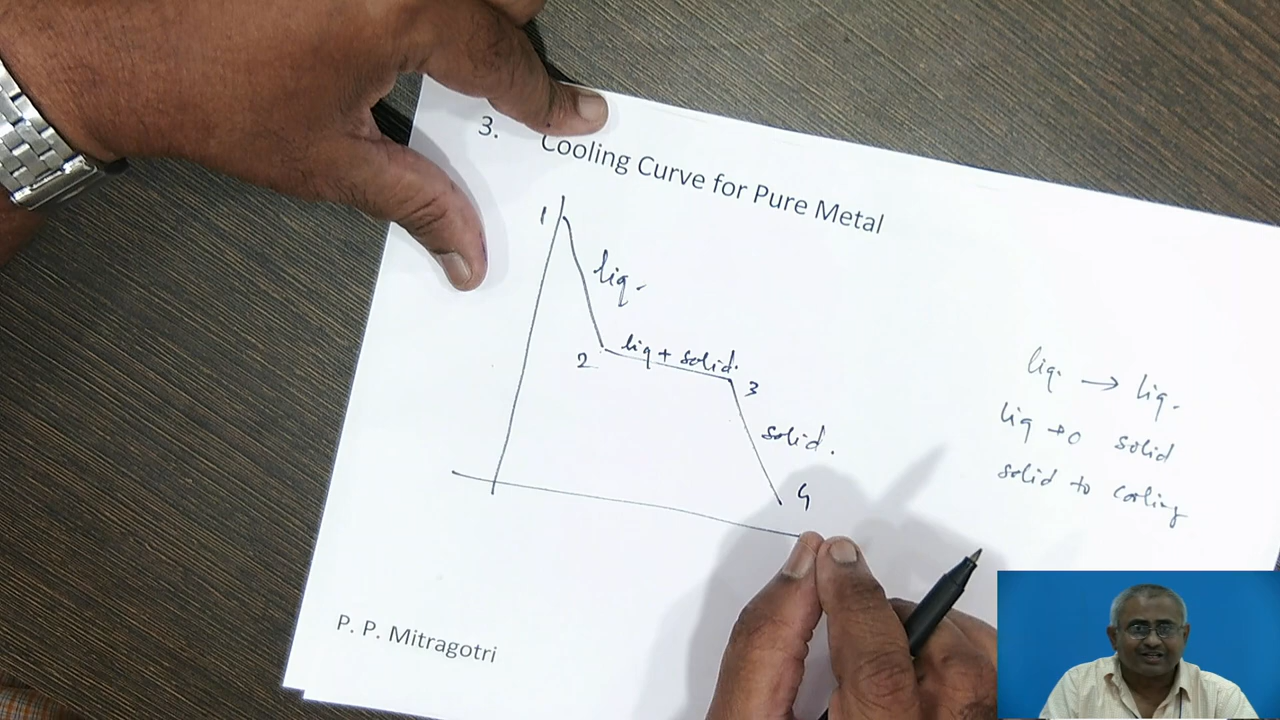 3. Cooling Curve for Pure Metal
1
liq.
2
liq + solid.
3
solid.
4
liq. → liq.
liq → solid
solid to cooling
P. P. Mitragotri